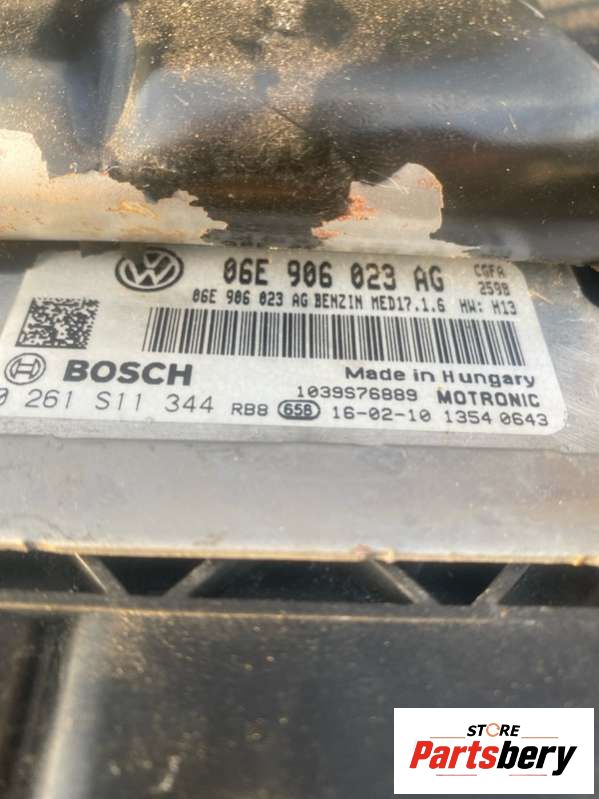 06E 906 023 AG CGFA
06E 906 023 AG BENZIN MED17.1.6 HW: H13 2598
BOSCH Made in Hungary
1039S76889 MOTRONIC
0 261 S11 344 RB8 658 16-02-10 1354 0643
STORE
Partsbery